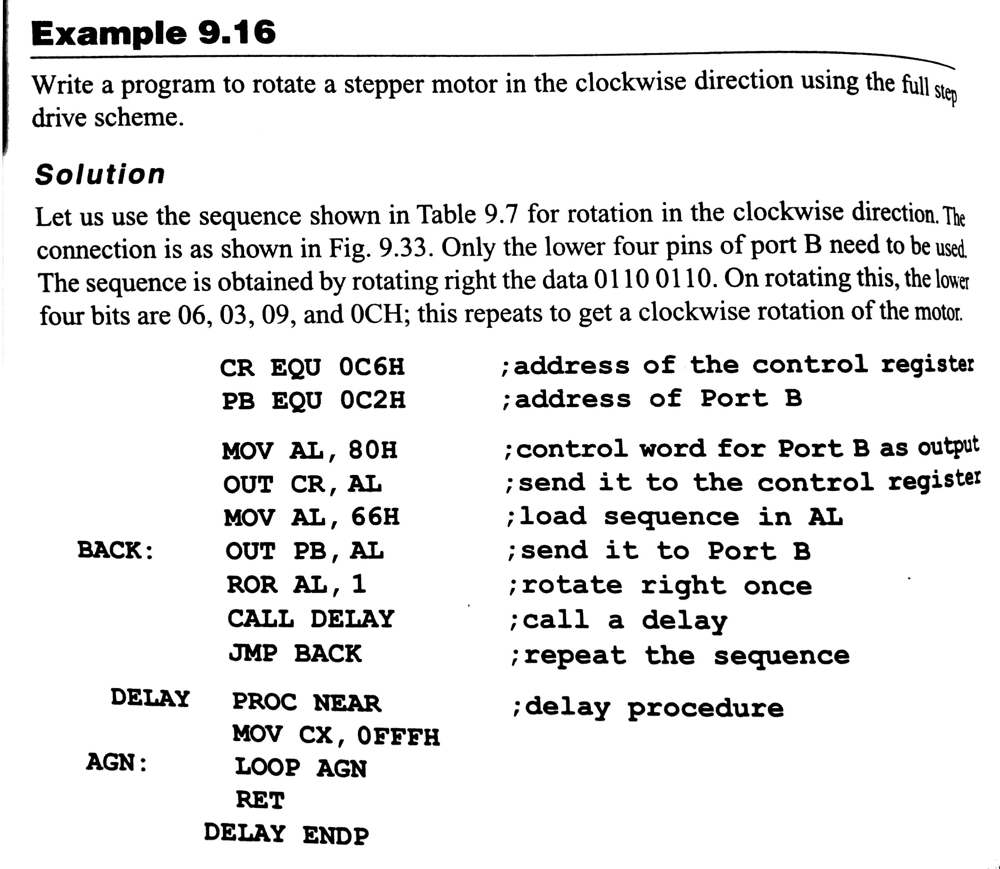 Example 9.16
Write a program to rotate a stepper motor in the clockwise direction using the full step
drive scheme.
Solution
Let us use the sequence shown in Table 9.7 for rotation in the clockwise direction. The
connection is as shown in Fig. 9.33. Only the lower four pins of port B need to be used.
The sequence is obtained by rotating right the data 0110 0110. On rotating this, the lower
four bits are 06, 03, 09, and 0CH; this repeats to get a clockwise rotation of the motor.
CR EQU 0C6H ;address of the control register
PB EQU 0C2H ;address of Port B
MOV AL, 80H ;control word for Port B as output
OUT CR, AL ;send it to the control register
MOV AL, 66H ;load sequence in AL
BACK: OUT PB, AL ;send it to Port B
ROR AL, 1 ;rotate right once
CALL DELAY ;call a delay
JMP BACK ;repeat the sequence
DELAY PROC NEAR ;delay procedure
MOV CX, 0FFFH
AGN: LOOP AGN
RET
DELAY ENDP